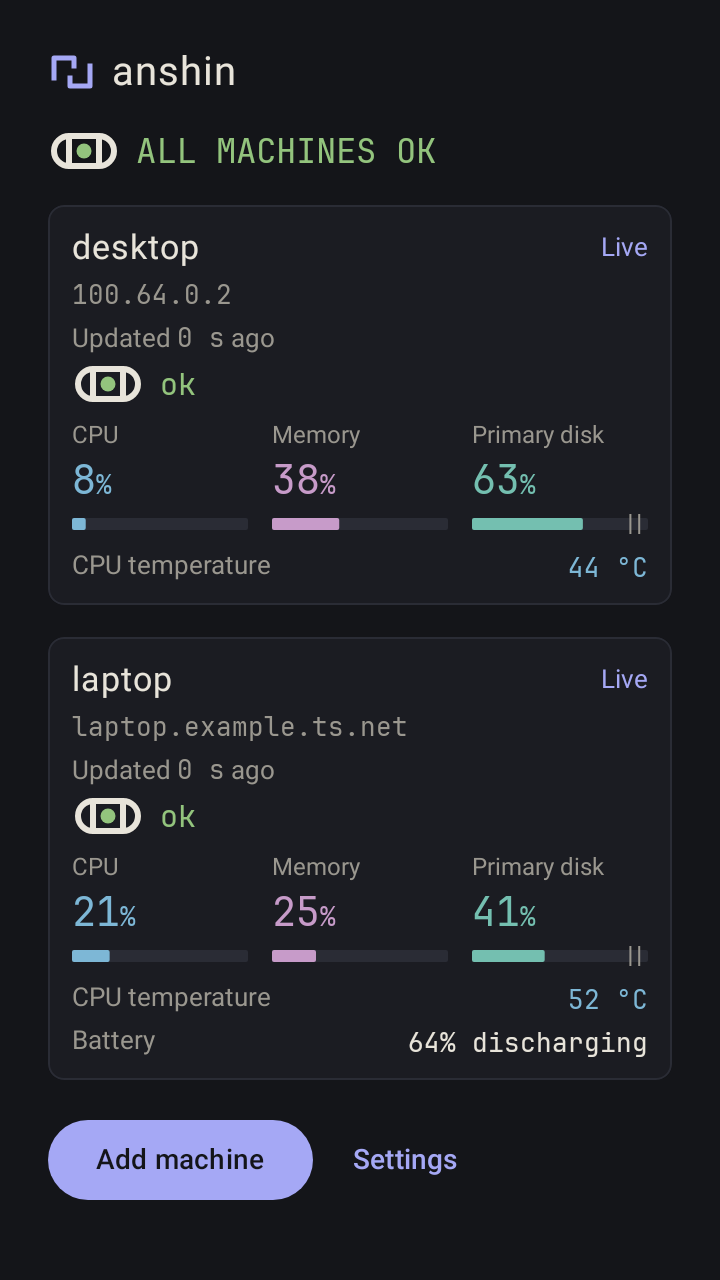 anshin
ALL MACHINES OK
desktop Live
100.64.0.2
Updated 0 s ago
ok
CPU Memory Primary disk
8% 38% 63%
CPU temperature 44 °C
laptop Live
laptop.example.ts.net
Updated 0 s ago
ok
CPU Memory Primary disk
21% 25% 41%
CPU temperature 52 °C
Battery 64% discharging
Add machine Settings